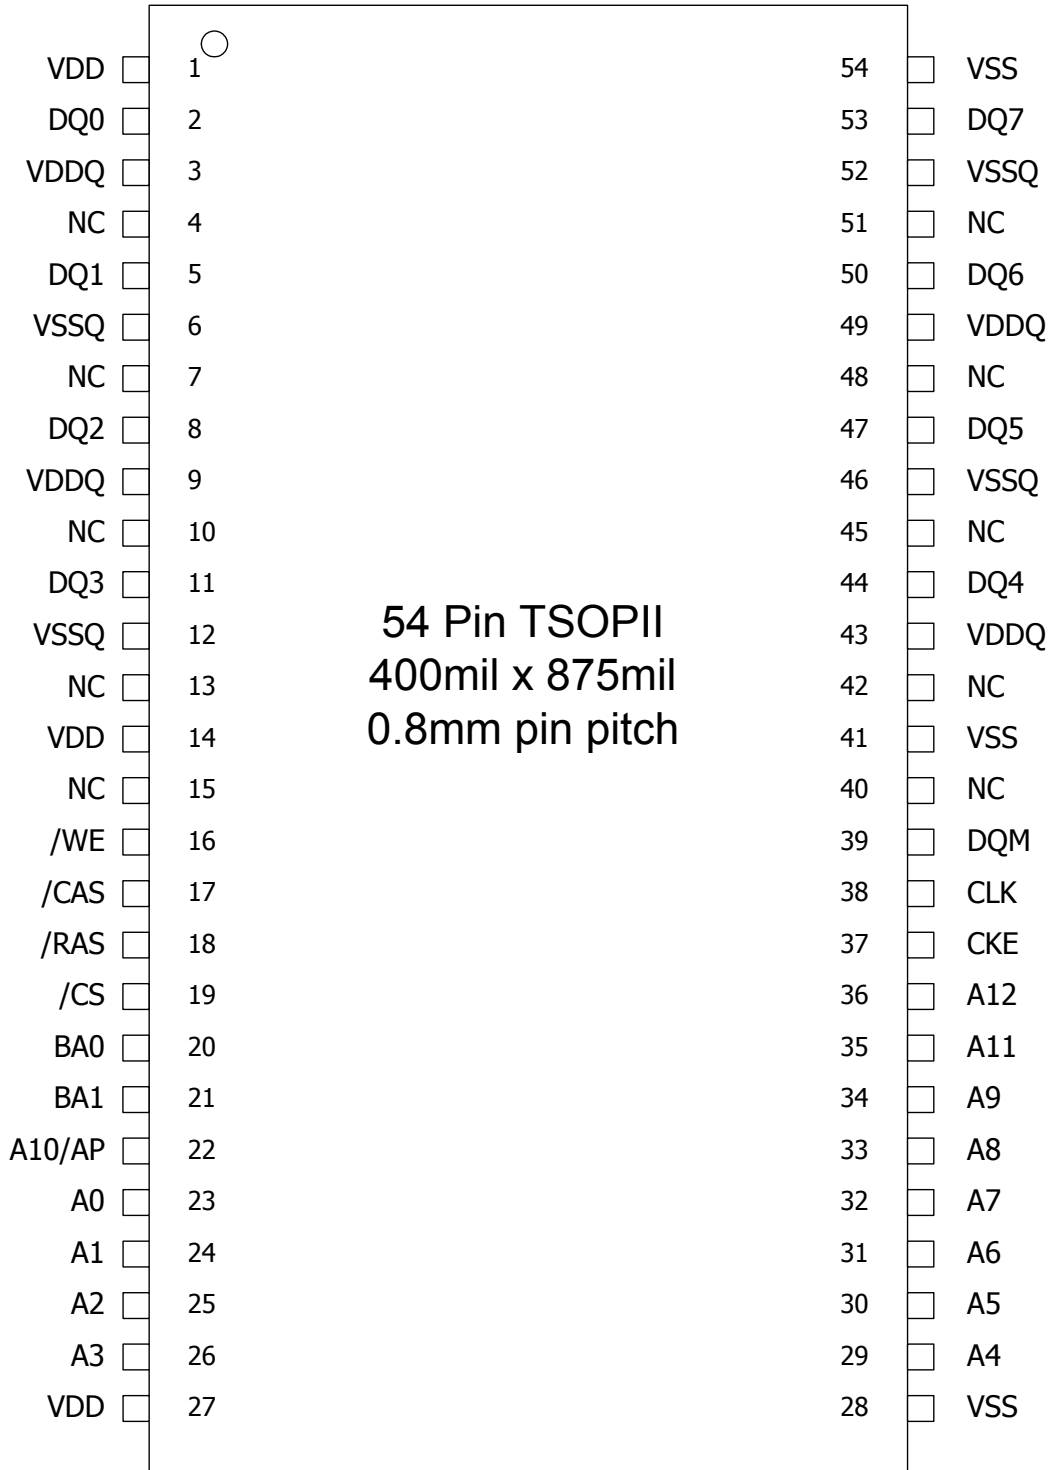 VDD 1 54 VSS
DQ0 2 53 DQ7
VDDQ 3 52 VSSQ
NC 4 51 NC
DQ1 5 50 DQ6
VSSQ 6 49 VDDQ
NC 7 48 NC
DQ2 8 47 DQ5
VDDQ 9 46 VSSQ
NC 10 45 NC
DQ3 11 44 DQ4
54 Pin TSOPII
VSSQ 12 43 VDDQ
400mil x 875mil
NC 13 42 NC
0.8mm pin pitch
VDD 14 41 VSS
NC 15 40 NC
/WE 16 39 DQM
/CAS 17 38 CLK
/RAS 18 37 CKE
/CS 19 36 A12
BA0 20 35 A11
BA1 21 34 A9
A10/AP 22 33 A8
A0 23 32 A7
A1 24 31 A6
A2 25 30 A5
A3 26 29 A4
VDD 27 28 VSS